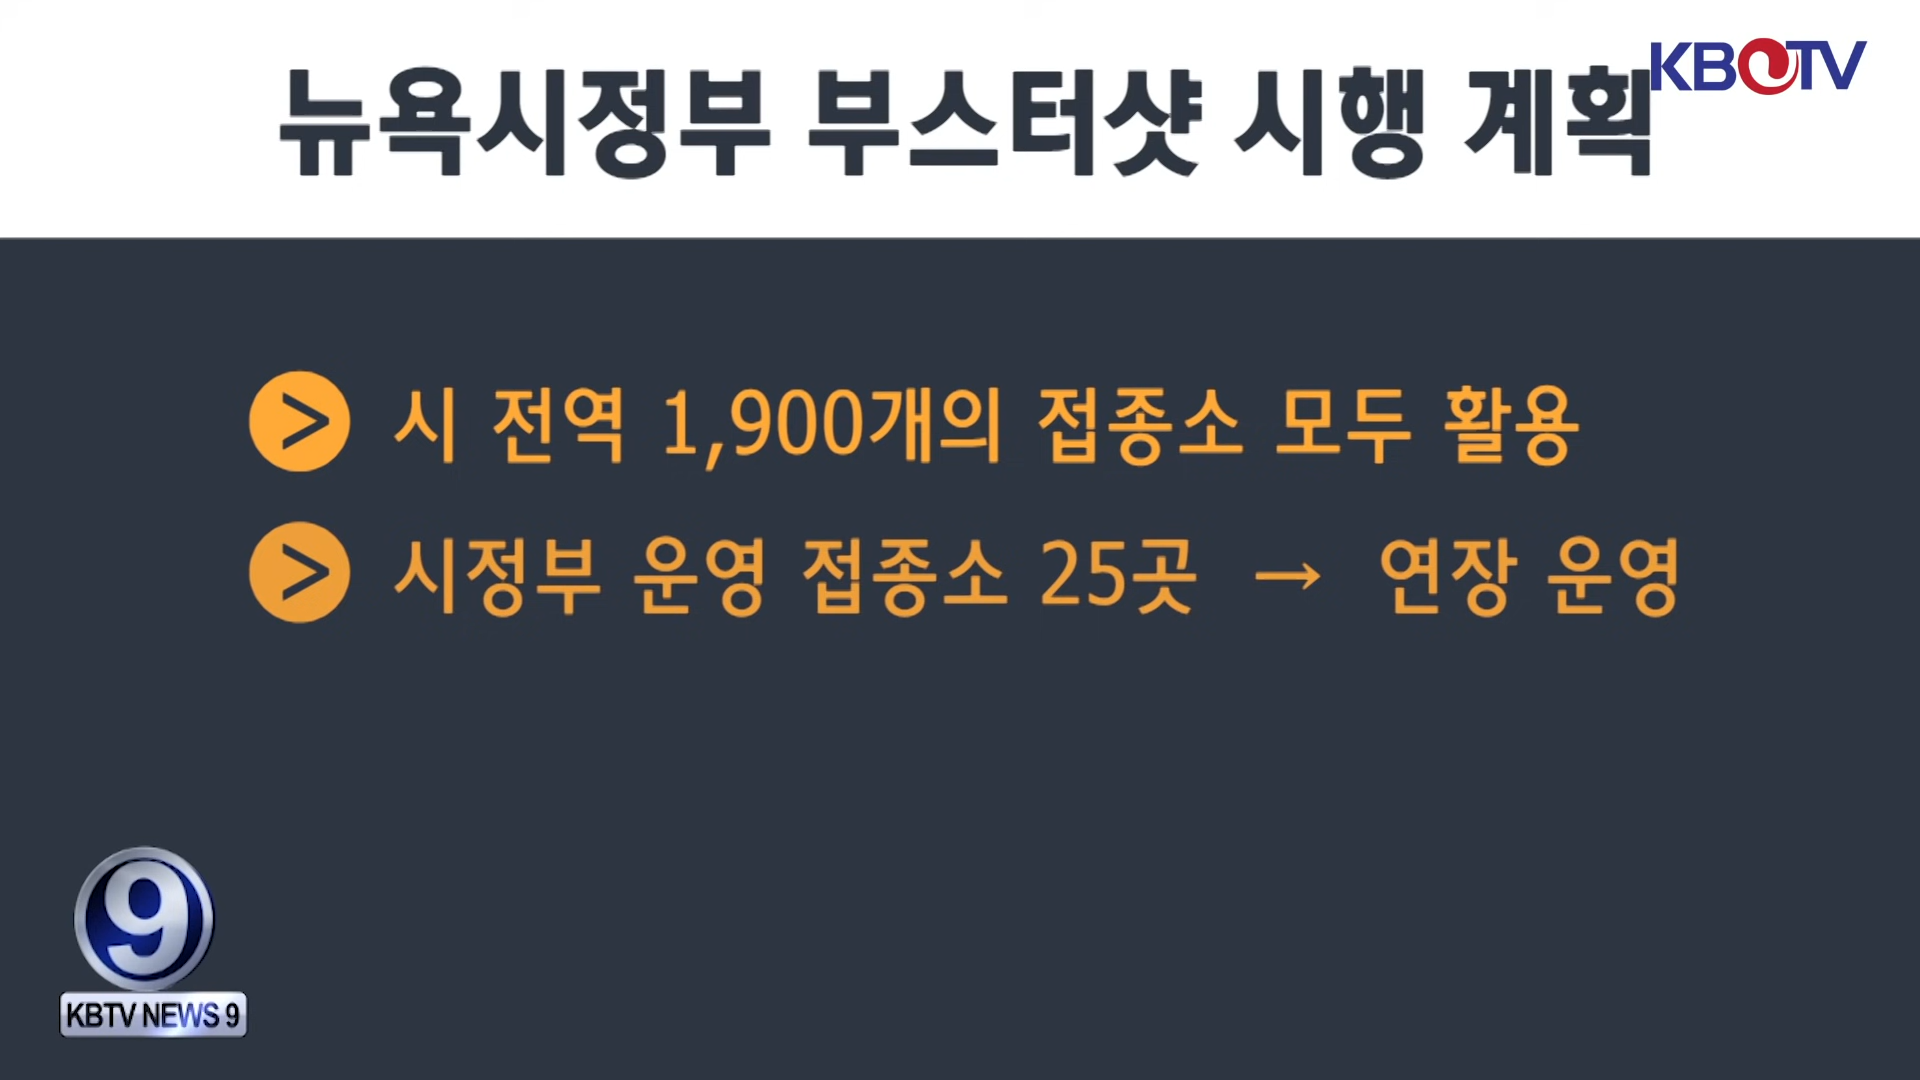 KBTV
뉴욕시정부 부스터샷 시행 계획
> 시 전역 1,900개의 접종소 모두 활용
> 시정부 운영 접종소 25곳 → 연장 운영
9
KBTV NEWS 9